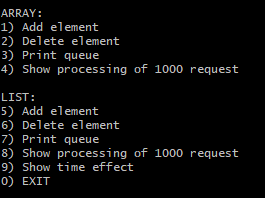 ARRAY:
1) Add element
2) Delete element
3) Print queue
4) Show processing of 1000 request
LIST:
5) Add element
6) Delete element
7) Print queue
8) Show processing of 1000 request
9) Show time effect
0) EXIT